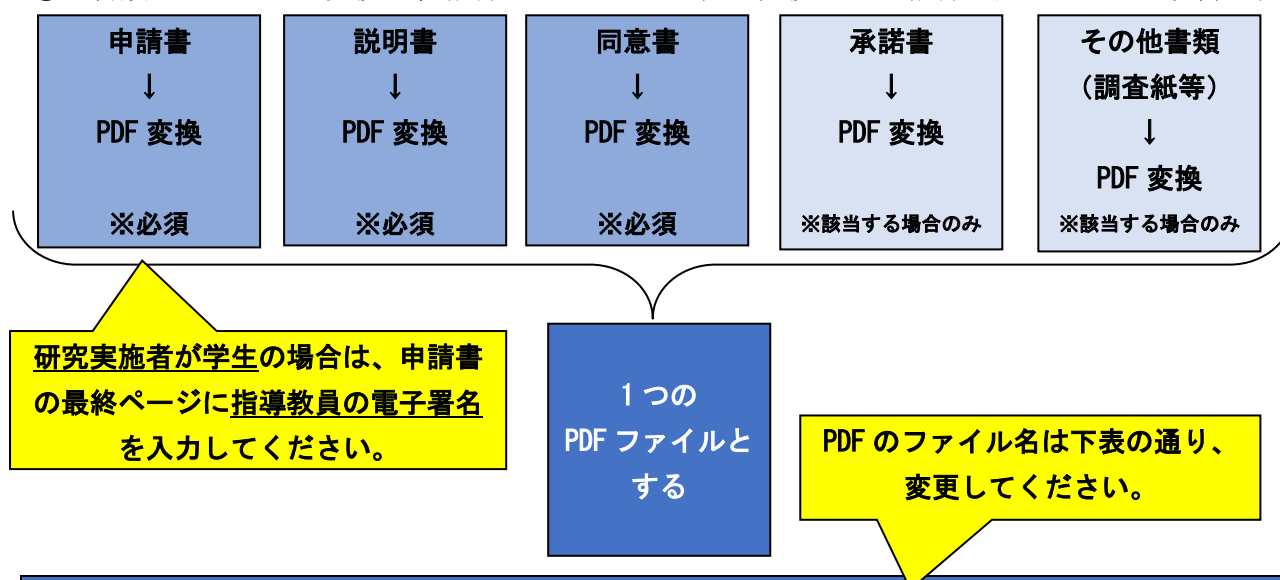 申請書
↓
PDF 変換
※必須
説明書
↓
PDF 変換
※必須
同意書
↓
PDF 変換
※必須
承諾書
↓
PDF 変換
※該当する場合のみ
その他書類
（調査紙等）
↓
PDF 変換
※該当する場合のみ
研究実施者が学生の場合は、申請書
の最終ページに指導教員の電子署名
を入力してください。
1 つの
PDF ファイルと
する
PDF のファイル名は下表の通り、
変更してください。